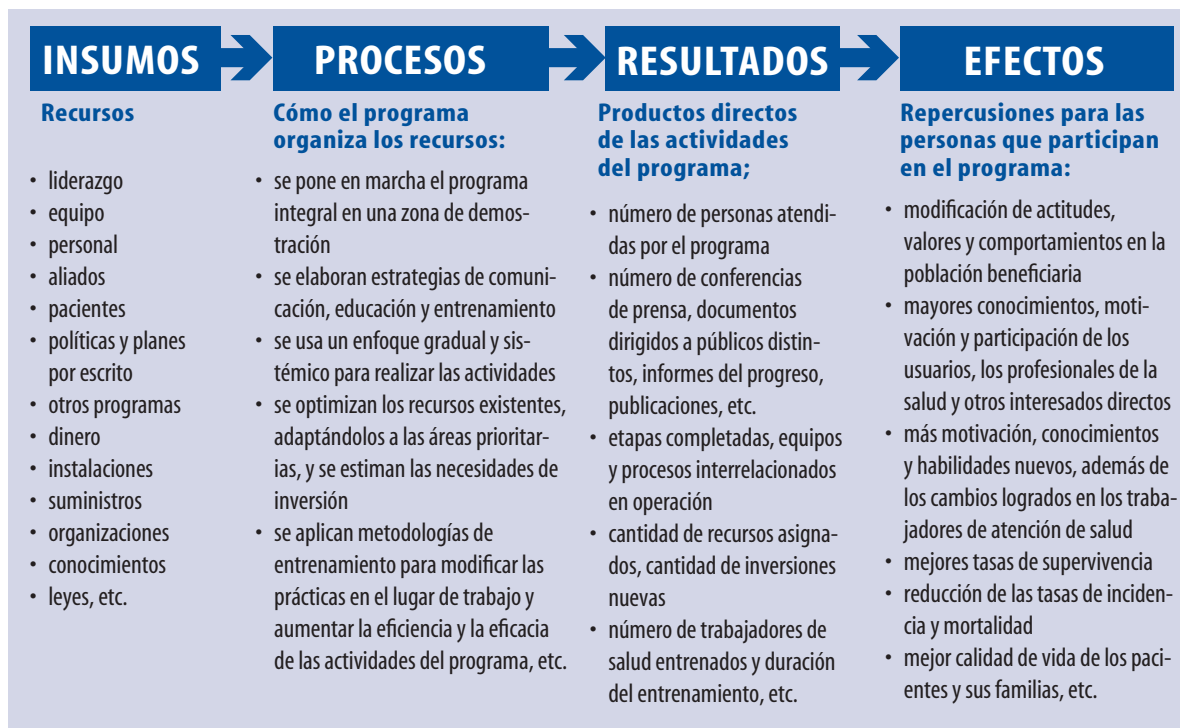 INSUMOS
Recursos
• liderazgo
• equipo
• personal
• aliados
• pacientes
• políticas y planes
por escrito
• otros programas
• dinero
• instalaciones
• suministros
• organizaciones
• conocimientos
• leyes, etc.
PROCESOS
Cómo el programa
organiza los recursos:
• se pone en marcha el programa
integral en una zona de demos-
tración
• se elaboran estrategias de comuni-
cación, educación y entrenamiento
• se usa un enfoque gradual y sis-
témico para realizar las actividades
• se optimizan los recursos existentes,
adaptándolos a las áreas prioritar-
ias, y se estiman las necesidades de
inversión
• se aplican metodologías de
entrenamiento para modificar las
prácticas en el lugar de trabajo y
aumentar la eficiencia y la eficacia
de las actividades del programa, etc.
RESULTADOS
Productos directos
de las actividades
del programa;
• número de personas atendi-
das por el programa
• número de conferencias
de prensa, documentos
dirigidos a públicos distin-
tos, informes del progreso,
publicaciones, etc.
• etapas completadas, equipos
y procesos interrelacionados
en operación
• cantidad de recursos asigna-
dos, cantidad de inversiones
nuevas
• número de trabajadores de
salud entrenados y duración
del entrenamiento, etc.
EFECTOS
Repercusiones para las
personas que participan
en el programa:
• modificación de actitudes,
valores y comportamientos en la
población beneficiaria
• mayores conocimientos, moti-
vación y participación de los
usuarios, los profesionales de la
salud y otros interesados directos
• más motivación, conocimientos
y habilidades nuevos, además de
los cambios logrados en los traba-
jadores de atención de salud
• mejores tasas de supervivencia
• reducción de las tasas de inciden-
cia y mortalidad
• mejor calidad de vida de los paci-
entes y sus familias, etc.